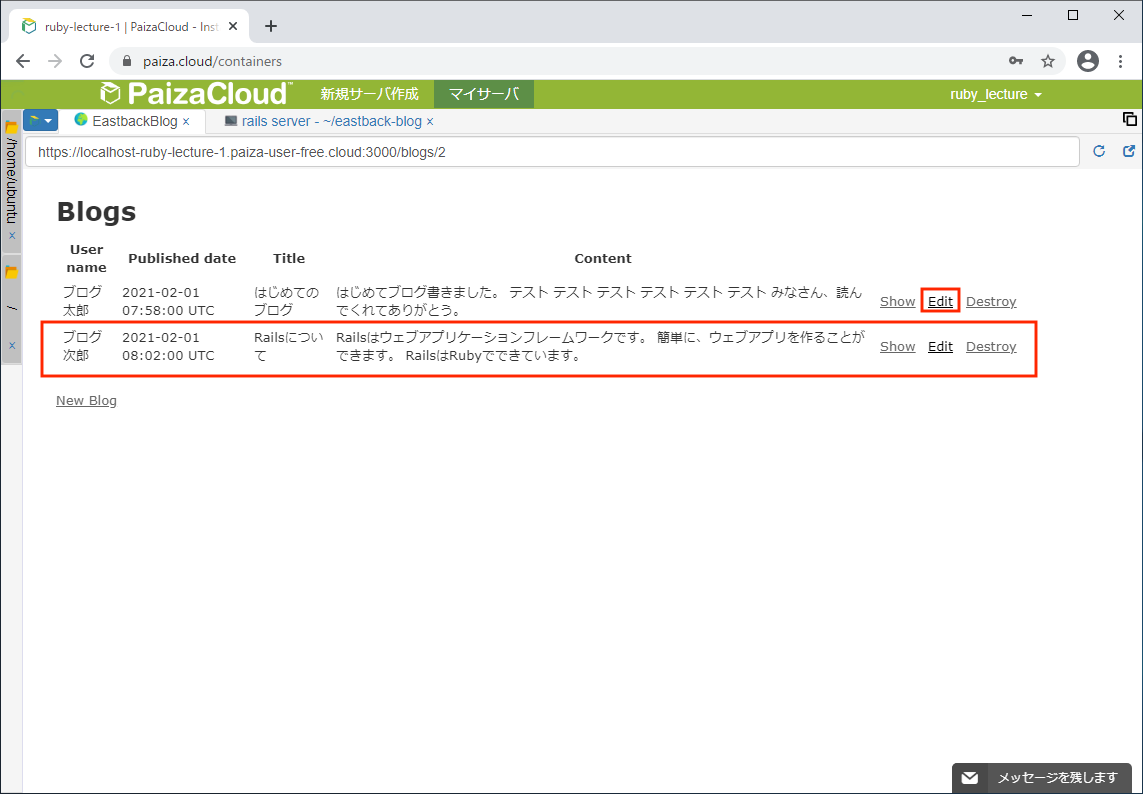 ruby-lecture-1 | PaizaCloud - Inst
paiza.cloud/containers
PaizaCloud 新規サーバ作成 マイサーバ ruby_lecture
EastbackBlog × rails server - ~/eastback-blog ×
https://localhost-ruby-lecture-1.paiza-user-free.cloud:3000/blogs/2
/home/ubuntu
/
Blogs
User name Published date Title Content
ブログ 2021-02-01 はじめての はじめてブログ書きました。 テスト テスト テスト テスト テスト テスト みなさん、読ん
太郎 07:58:00 UTC ブログ でくれてありがとう。
Show Edit Destroy
ブログ 2021-02-01 Railsについ Railsはウェブアプリケーションフレームワークです。 簡単に、ウェブアプリを作ることが
次郎 08:02:00 UTC て できます。 RailsはRubyでできています。
Show Edit Destroy
New Blog
メッセージを残します